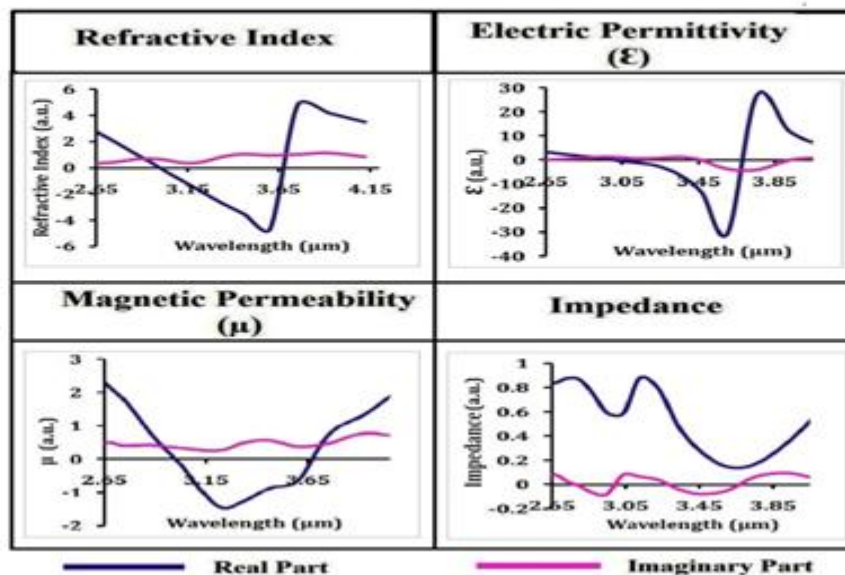 Refractive Index
Electric Permittivity
(Ɛ)
6
4
2
0
-2
-4
-6
2.65 3.15 3.65 4.15
Refractive Index (a.u.)
Wavelength (μm)
30
20
10
0
-10
-20
-30
-40
2.65 3.05 3.45 3.85
Ɛ (a.u.)
Wavelength (μm)
Magnetic Permeability
(μ)
Impedance
3
2
1
0
-1
-2
2.65 3.15 3.65
μ (a.u.)
Wavelength (μm)
1
0.8
0.6
0.4
0.2
0
-0.2
2.65 3.05 3.45 3.85
Impedance (a.u.)
Wavelength (μm)
Real Part
Imaginary Part